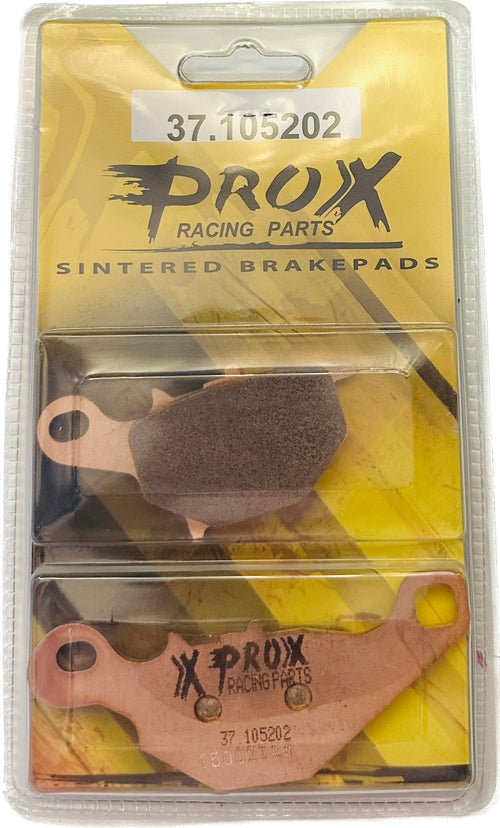 37.105202
PROX
RACING PARTS
SINTERED BRAKEPADS
X PROX
RACING PARTS
37.105202